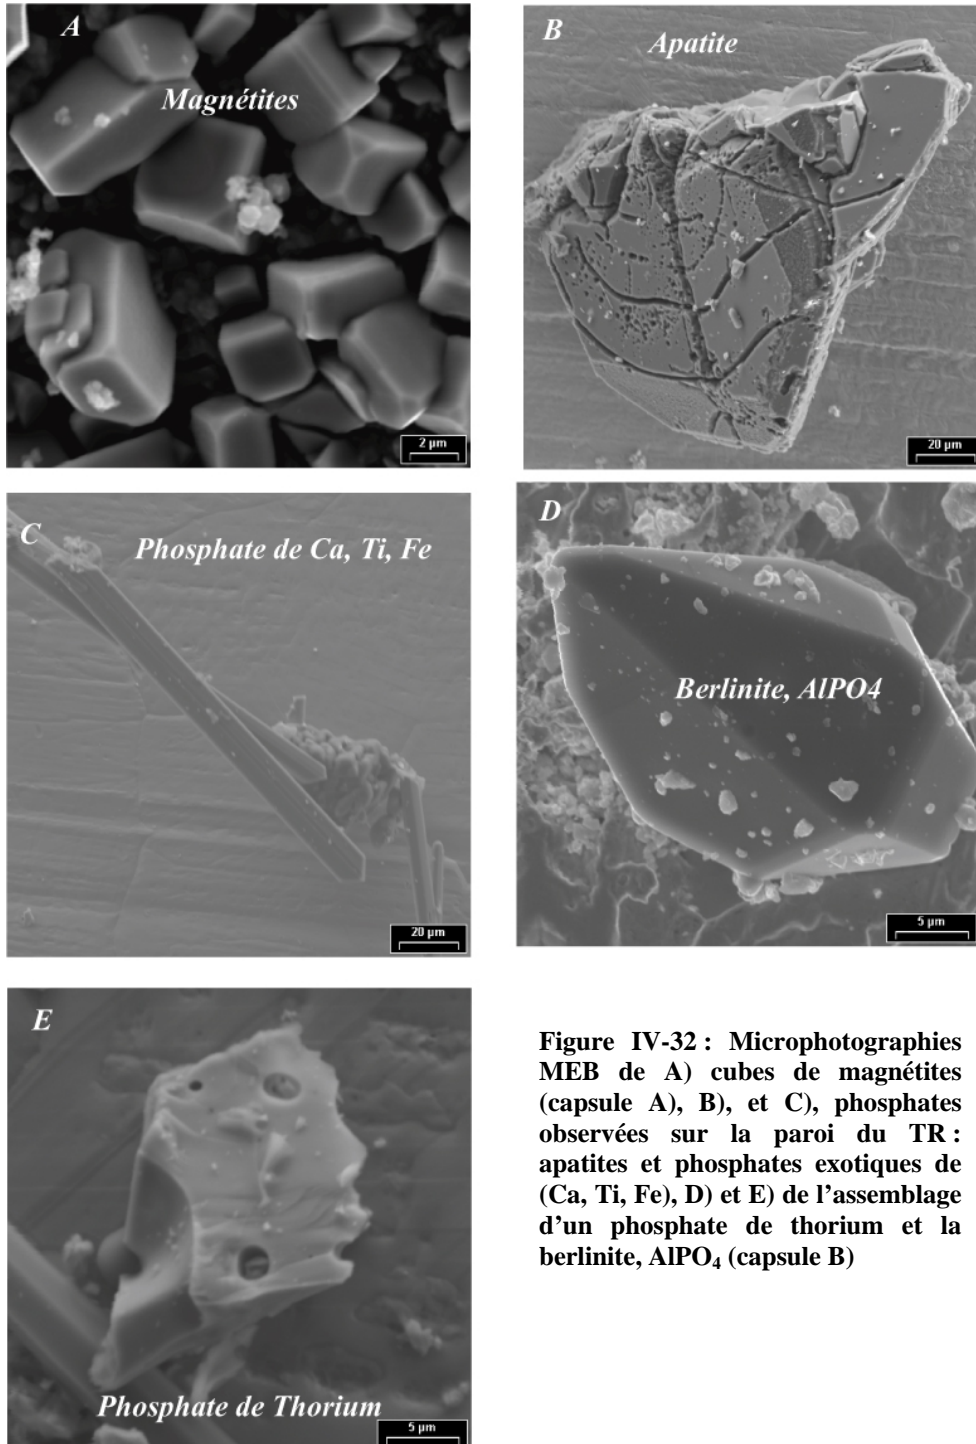 A
Magnétites
2 µm
B
Apatite
20 µm
C
Phosphate de Ca, Ti, Fe
20 µm
D
Berlinite, AlPO4
5 µm
E
Phosphate de Thorium
5 µm
Figure IV-32 : Microphotographies
MEB de A) cubes de magnétites
(capsule A), B), et C), phosphates
observées sur la paroi du TR :
apatites et phosphates exotiques de
(Ca, Ti, Fe), D) et E) de l’assemblage
d’un phosphate de thorium et la
berlinite, AlPO₄ (capsule B)